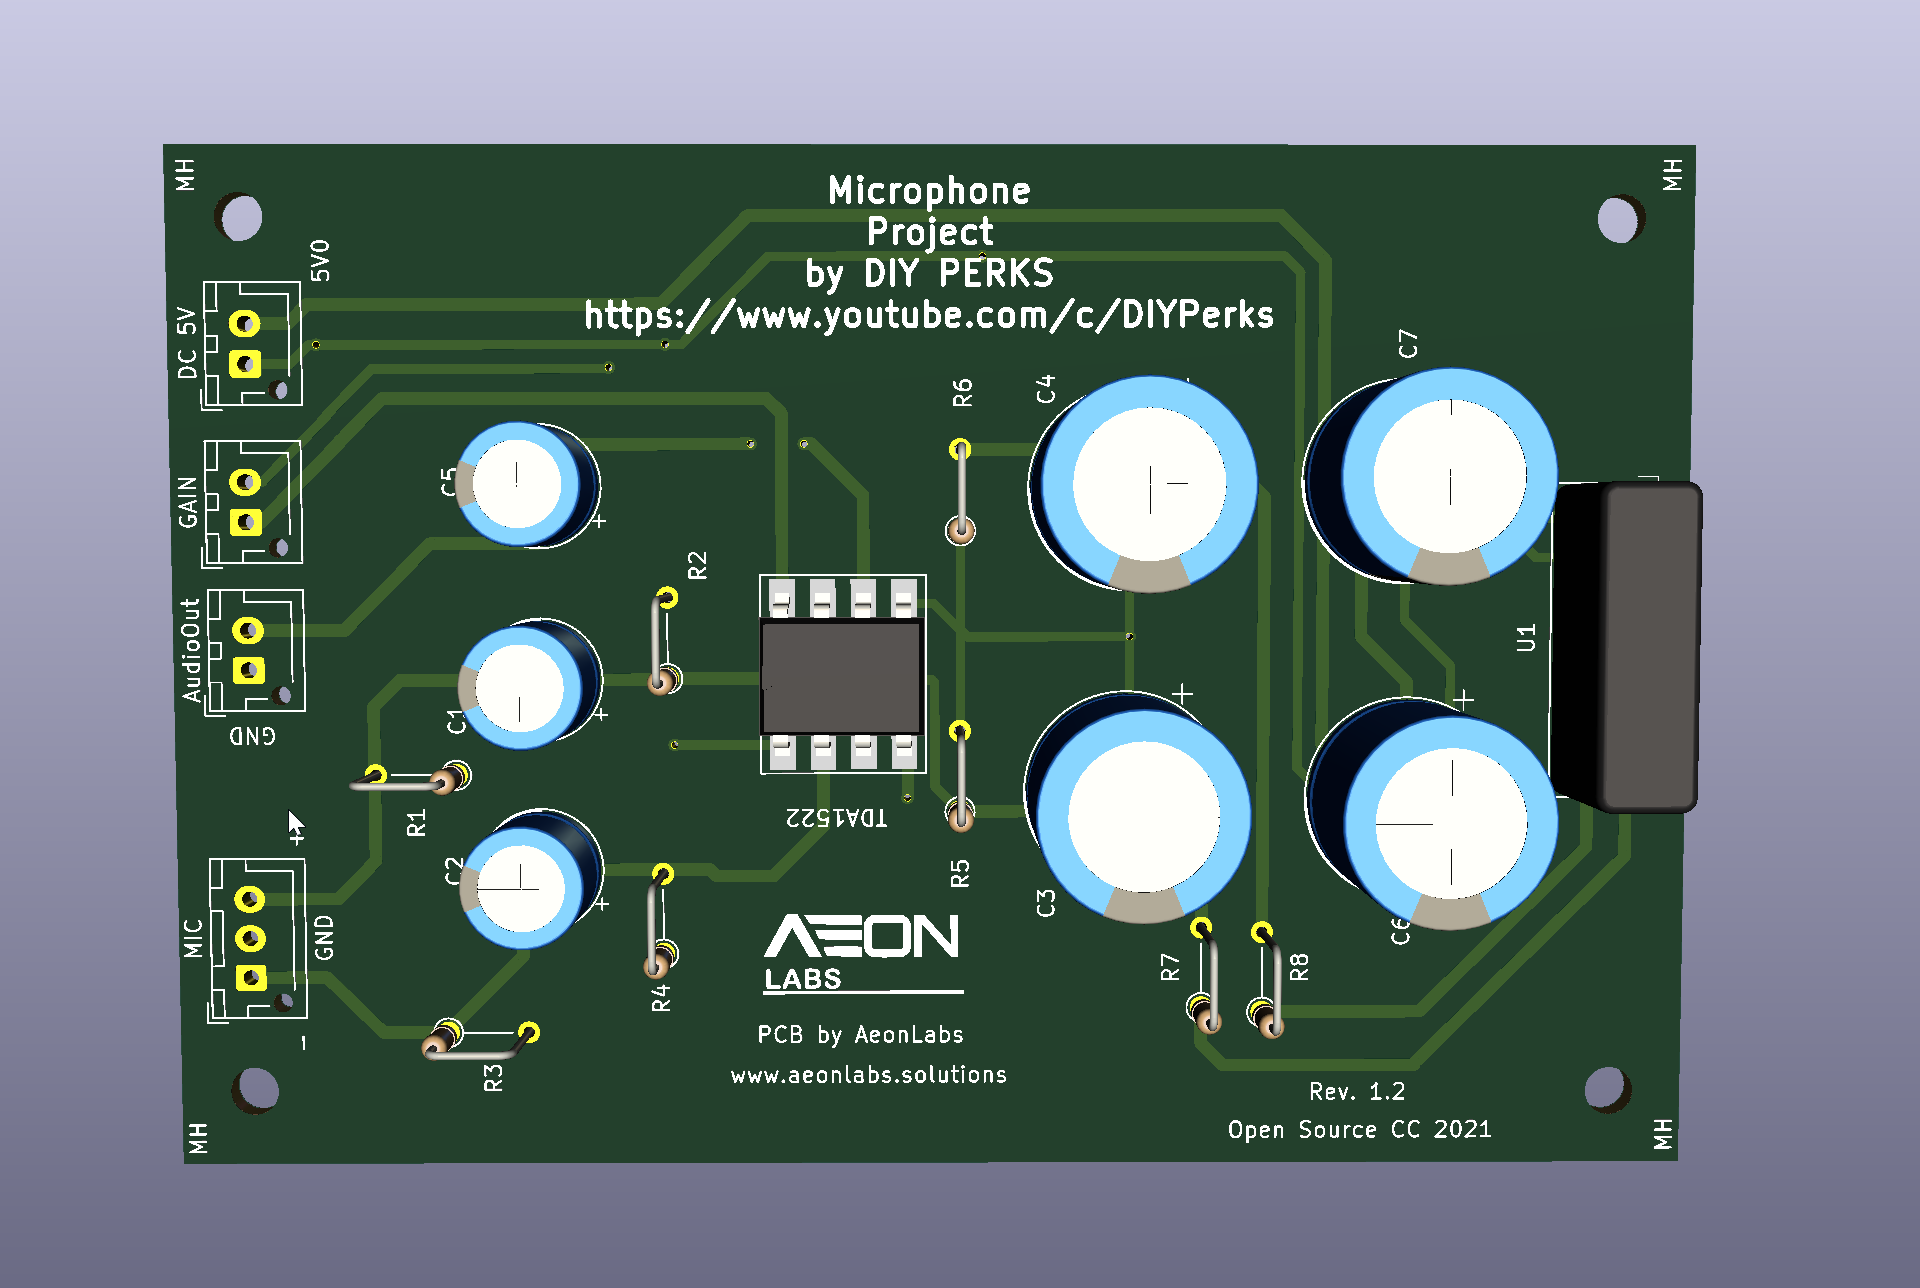 MH
MH
Microphone
Project
by DIY PERKS
https://www.youtube.com/c/DIYPerks
5V0
DC 5V
C7
R6
C4
GAIN
C5
+
R2
AudioOut
U1
GND
C1
+
+
+
R1
+
TDA1522
R5
C2
+
C3
C6
MIC
GND
AEON
LABS
R7
R8
R4
PCB by AeonLabs
-
R3
www.aeonlabs.solutions
Rev. 1.2
Open Source CC 2021
MH
MH